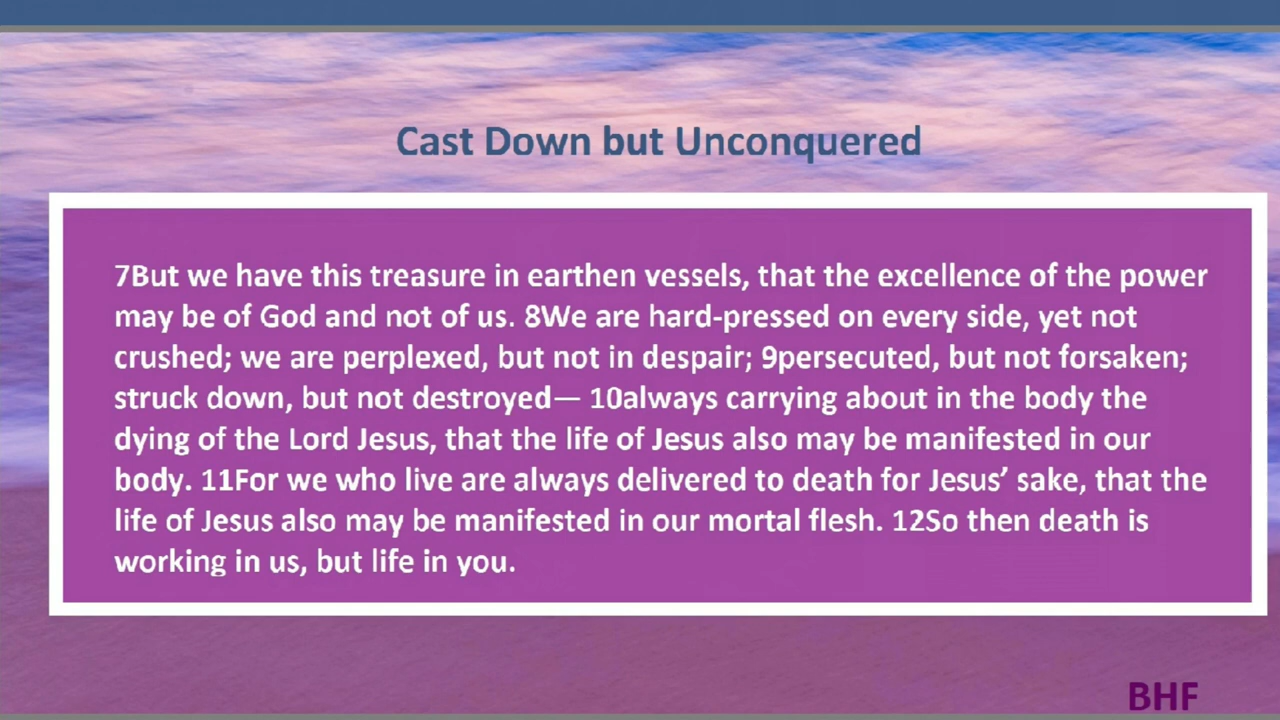 Cast Down but Unconquered
7But we have this treasure in earthen vessels, that the excellence of the power
may be of God and not of us. 8We are hard-pressed on every side, yet not
crushed; we are perplexed, but not in despair; 9persecuted, but not forsaken;
struck down, but not destroyed— 10always carrying about in the body the
dying of the Lord Jesus, that the life of Jesus also may be manifested in our
body. 11For we who live are always delivered to death for Jesus’ sake, that the
life of Jesus also may be manifested in our mortal flesh. 12So then death is
working in us, but life in you.
BHF